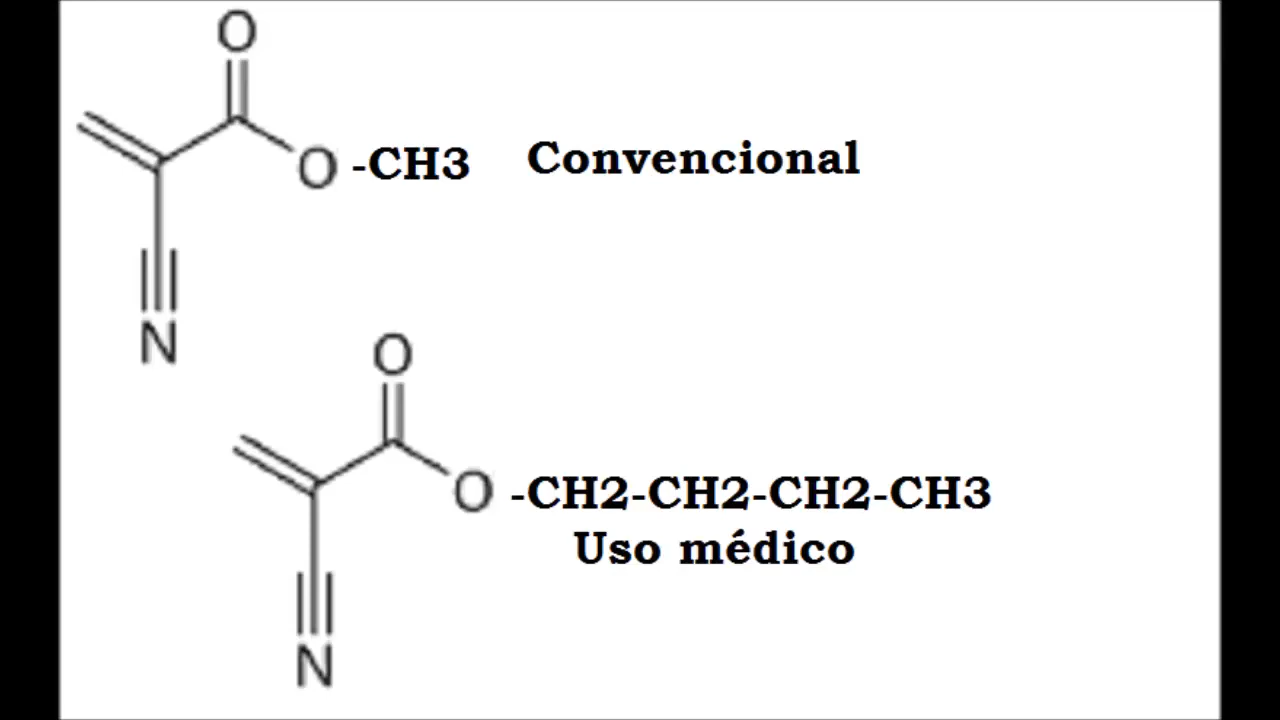 O
O -CH3 Convencional
N
O
O -CH2-CH2-CH2-CH3
Uso médico
N